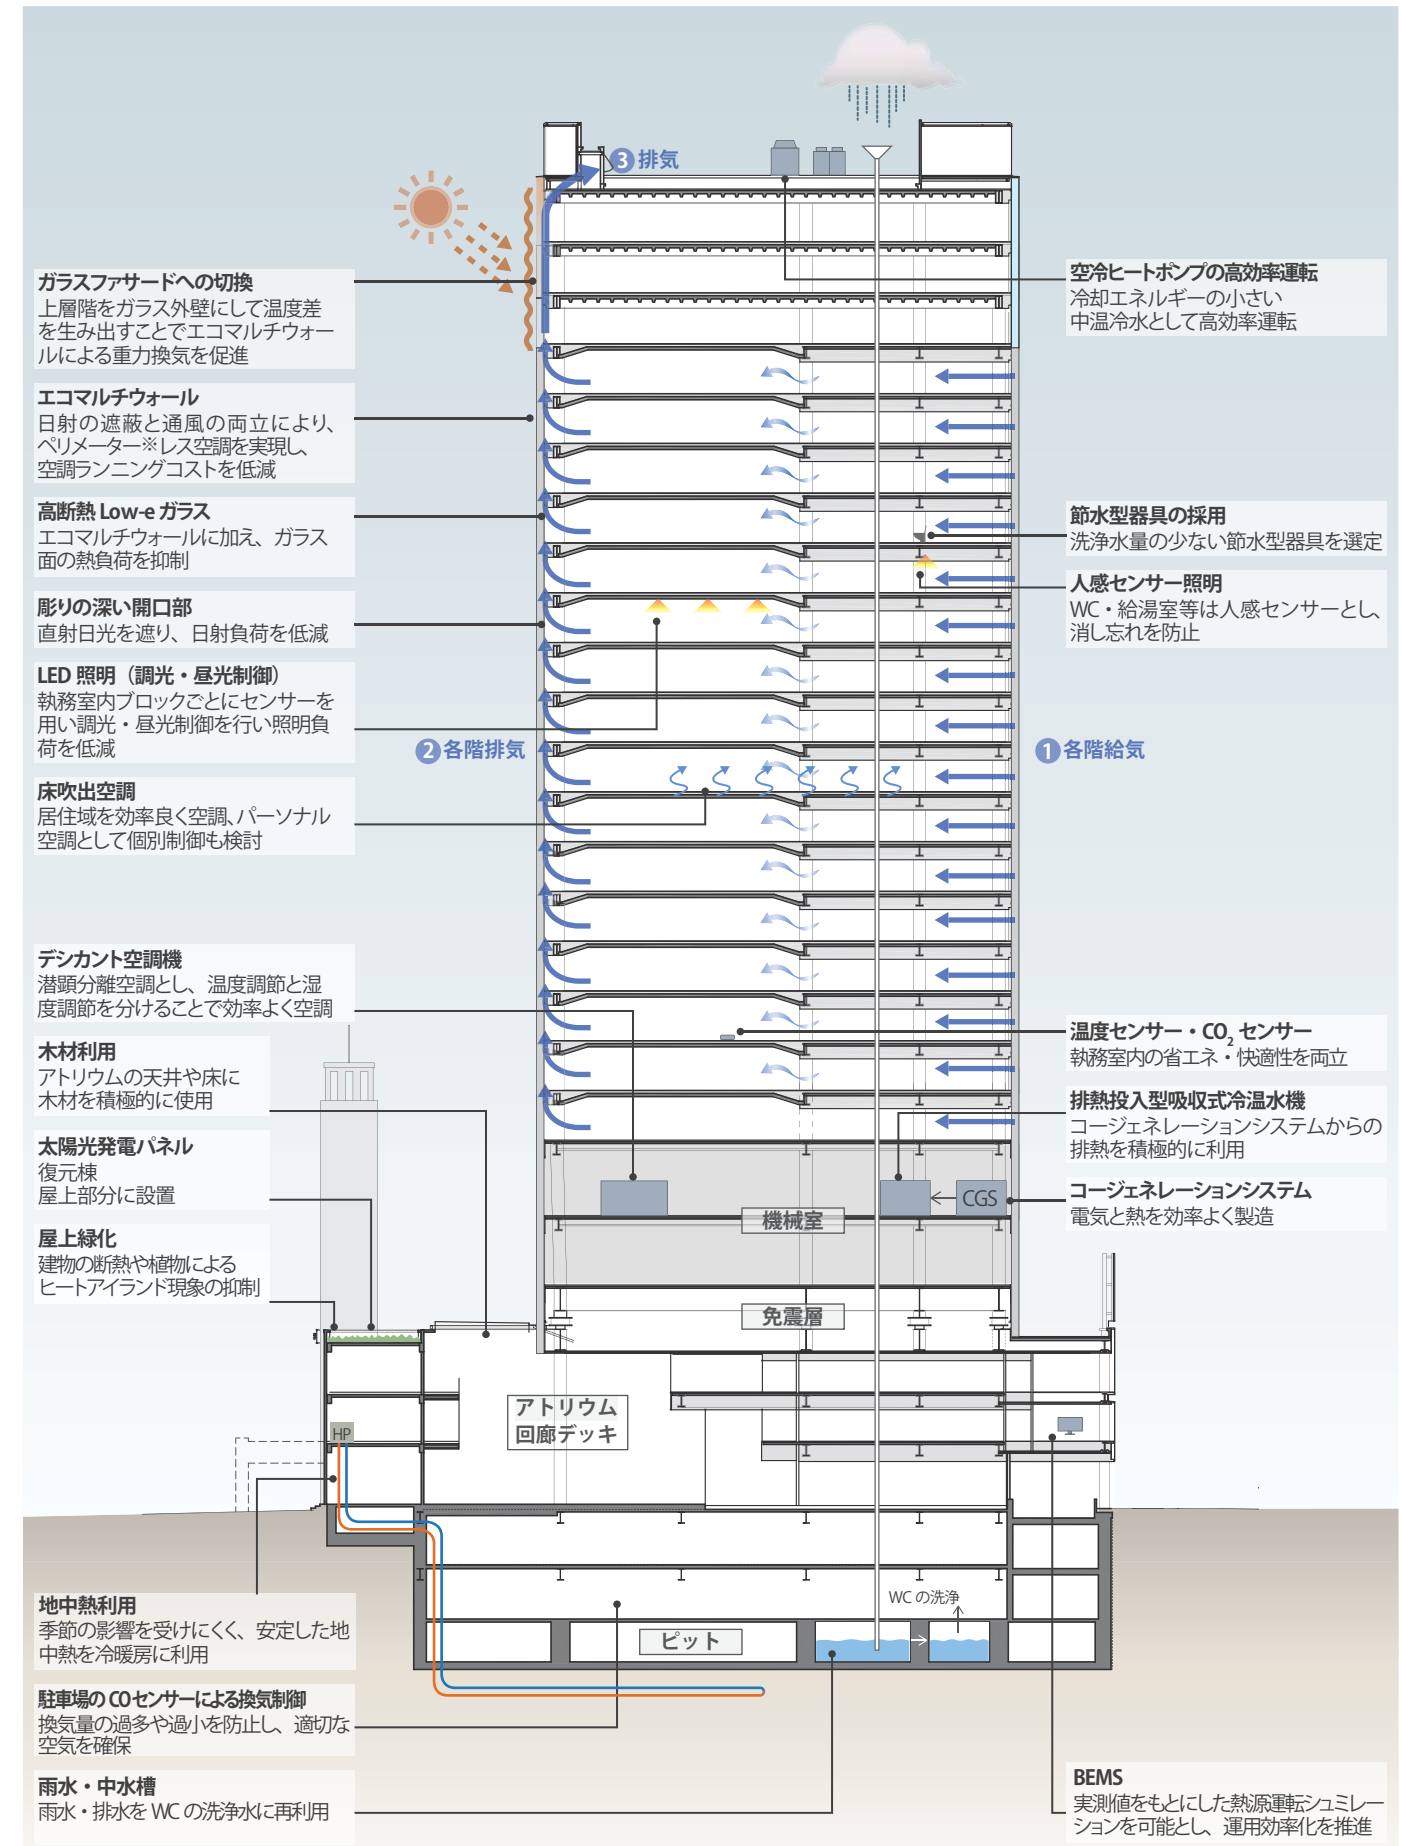 3 排気
ガラスファサードへの切換
上層階をガラス外壁にして温度差
を生み出すことでエコマルチウォー
ルによる重力換気を促進
エコマルチウォール
日射の遮蔽と通風の両立により、
ペリメーター※レス空調を実現し、
空調ランニングコストを低減
高断熱 Low-e ガラス
エコマルチウォールに加え、ガラス
面の熱負荷を抑制
彫りの深い開口部
直射日光を遮り、日射負荷を低減
LED 照明（調光・昼光制御）
執務室内ブロックごとにセンサーを
用い調光・昼光制御を行い照明負
荷を低減
2 各階排気
床吹出空調
居住域を効率良く空調、パーソナル
空調として個別制御も検討
デシカント空調機
潜顕分離空調とし、温度調節と湿
度調節を分けることで効率よく空調
木材利用
アトリウムの天井や床に
木材を積極的に使用
太陽光発電パネル
復元棟
屋上部分に設置
屋上緑化
建物の断熱や植物による
ヒートアイランド現象の抑制
地中熱利用
季節の影響を受けにくく、安定した地
中熱を冷暖房に利用
駐車場の CO センサーによる換気制御
換気量の過多や過小を防止し、適切な
空気を確保
雨水・中水槽
雨水・排水を WC の洗浄水に再利用
空冷ヒートポンプの高効率運転
冷却エネルギーの小さい
中温冷水として高効率運転
節水型器具の採用
洗浄水量の少ない節水型器具を選定
人感センサー照明
WC・給湯室等は人感センサーとし、
消し忘れを防止
1 各階給気
温度センサー・CO₂ センサー
執務室内の省エネ・快適性を両立
排熱投入型吸収式冷温水機
コージェネレーションシステムからの
排熱を積極的に利用
コージェネレーションシステム
電気と熱を効率よく製造
CGS
機械室
免震層
アトリウム
回廊デッキ
HP
WC の洗浄
ピット
BEMS
実測値をもとにした熱源運転シュミレー
ションを可能とし、運用効率化を推進